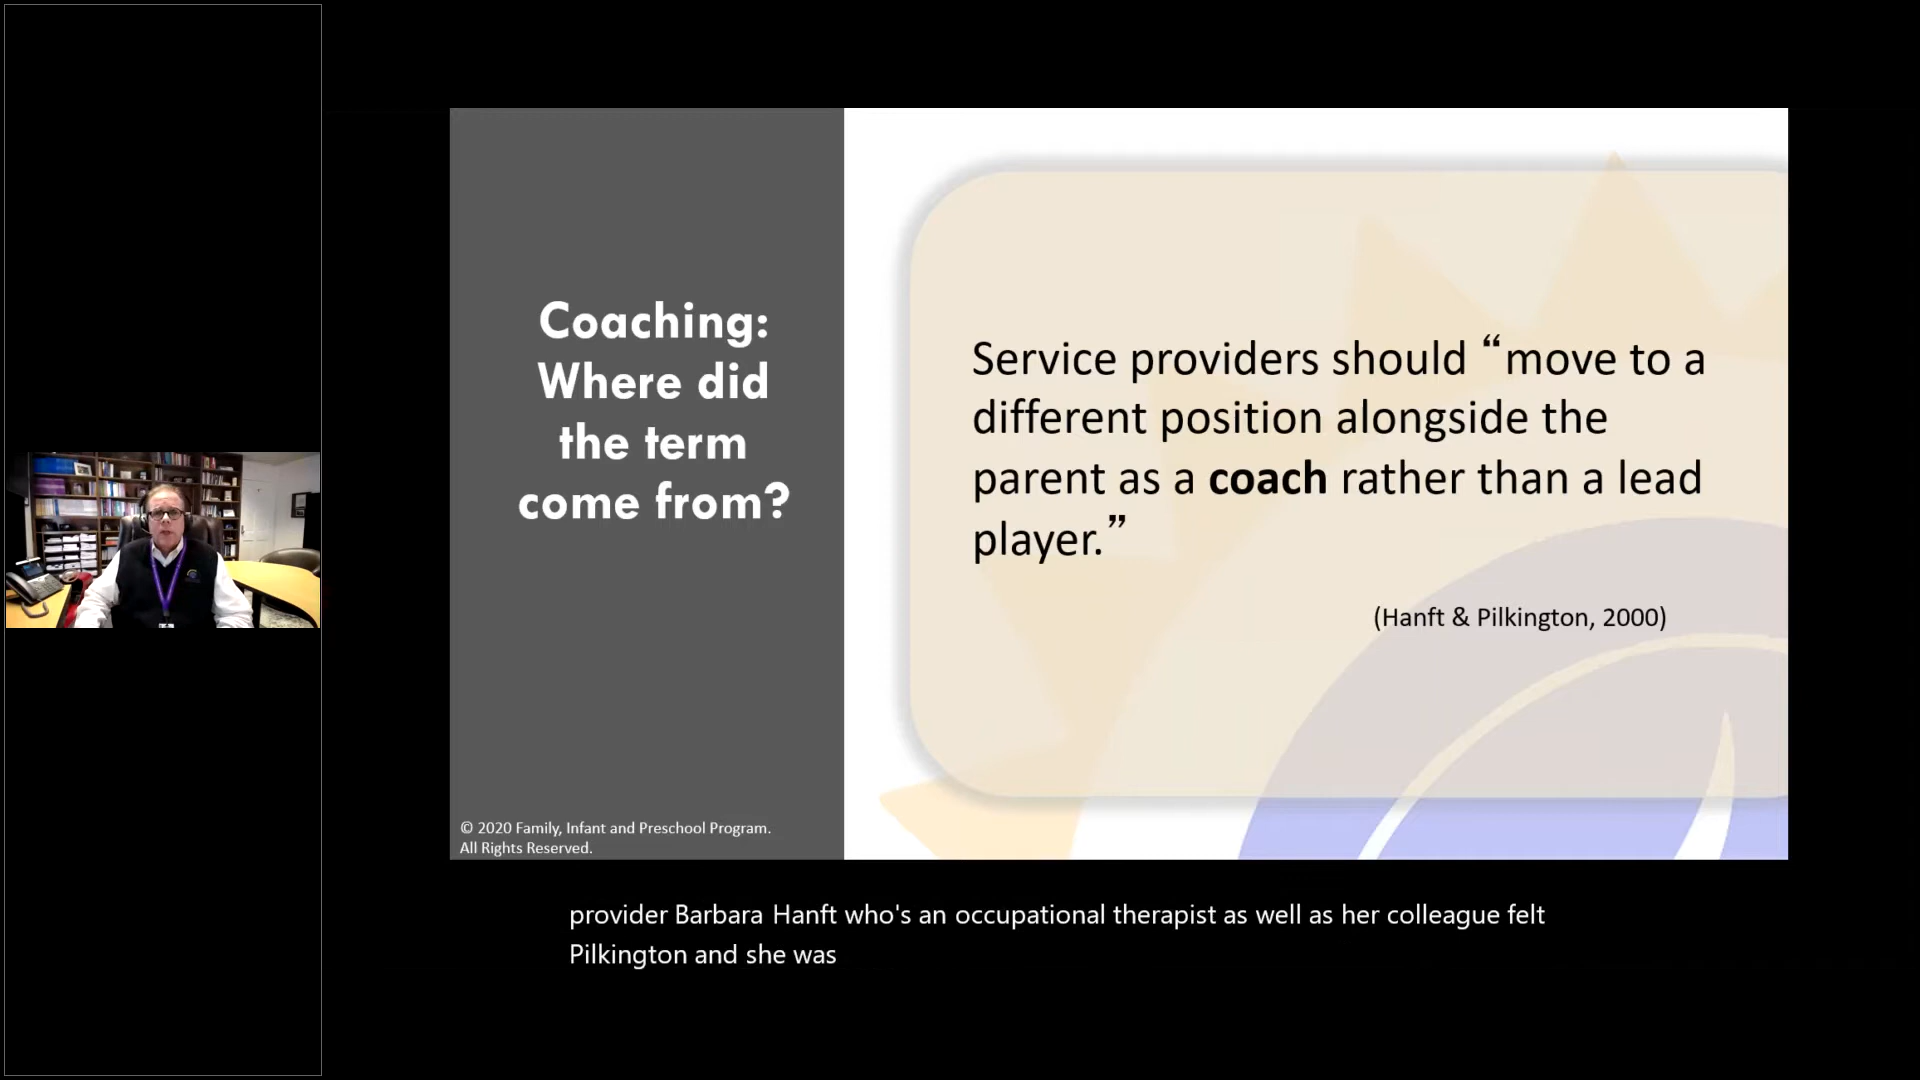 Coaching:
Where did
the term
come from?
Service providers should “move to a
different position alongside the
parent as a coach rather than a lead
player.”
(Hanft & Pilkington, 2000)
© 2020 Family, Infant and Preschool Program.
All Rights Reserved.
provider Barbara Hanft who's an occupational therapist as well as her colleague felt
Pilkington and she was